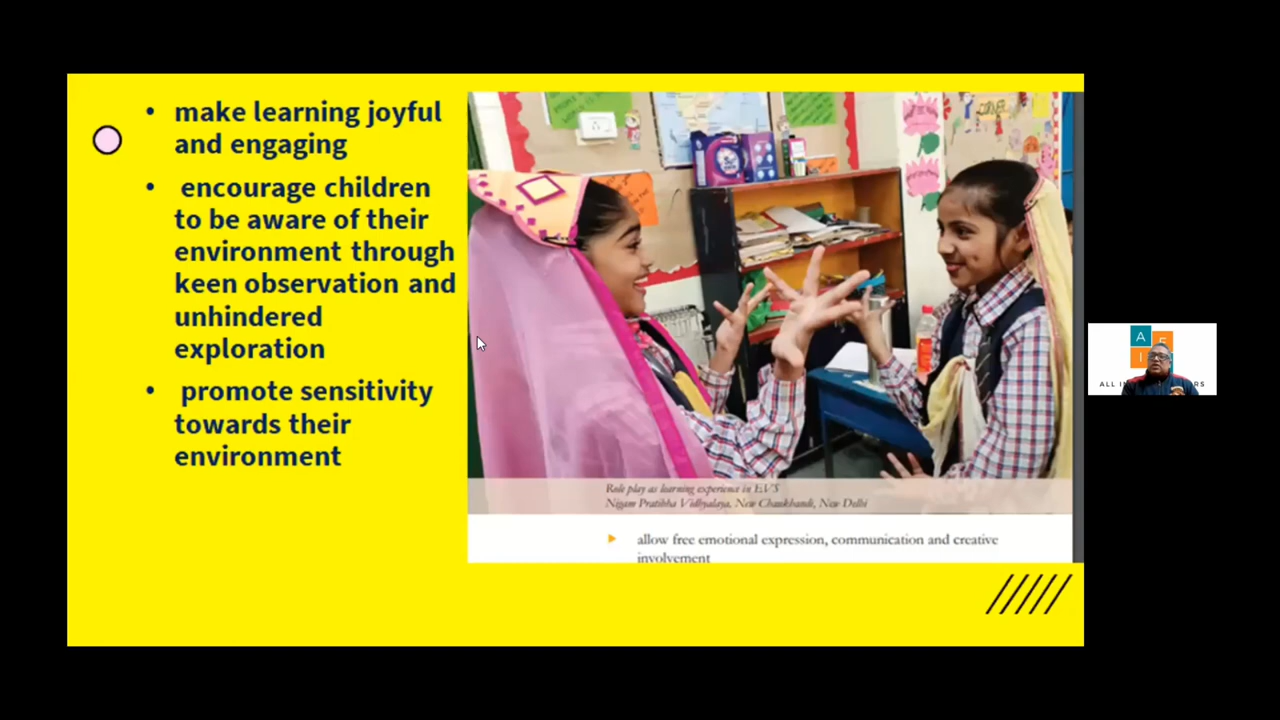 • make learning joyful
and engaging
• encourage children
to be aware of their
environment through
keen observation and
unhindered
exploration
• promote sensitivity
towards their
environment
Role play as learning experience in EVS
Nigam Pratibha Vidhyalaya, New Chaukhandi, New Delhi
allow free emotional expression, communication and creative
involvement
A
ALL